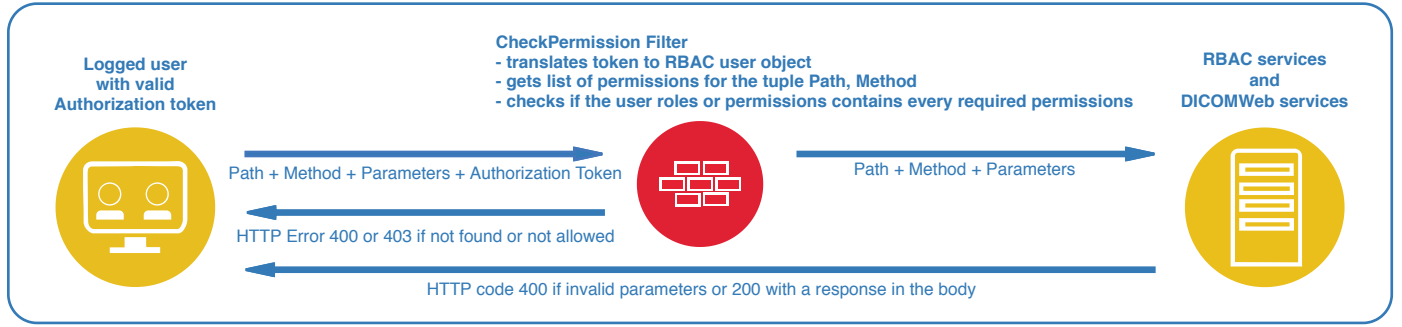 Logged user
with valid
Authorization token
CheckPermission Filter
- translates token to RBAC user object
- gets list of permissions for the tuple Path, Method
- checks if the user roles or permissions contains every required permissions
RBAC services
and
DICOMWeb services
Path + Method + Parameters + Authorization Token
Path + Method + Parameters
HTTP Error 400 or 403 if not found or not allowed
HTTP code 400 if invalid parameters or 200 with a response in the body